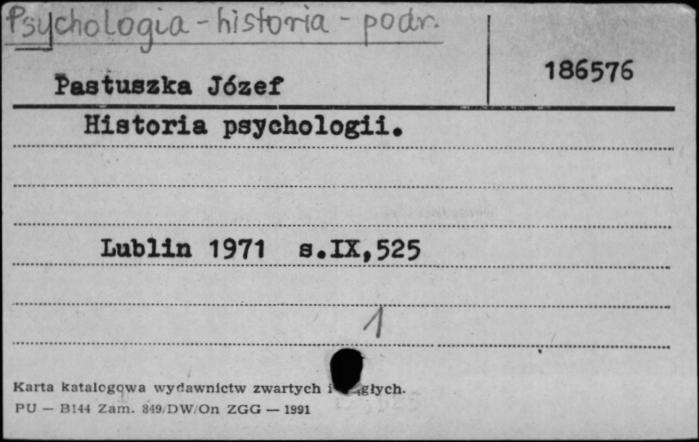 Psychologia - historia - podr.
186576
Pastuszka Józef
Historia psychologii.
Lublin 1971 s.IX,525
1
Karta katalogowa wydawnictw zwartych i
PU — B144 Zam. 849/DW/On ZGG — 1991